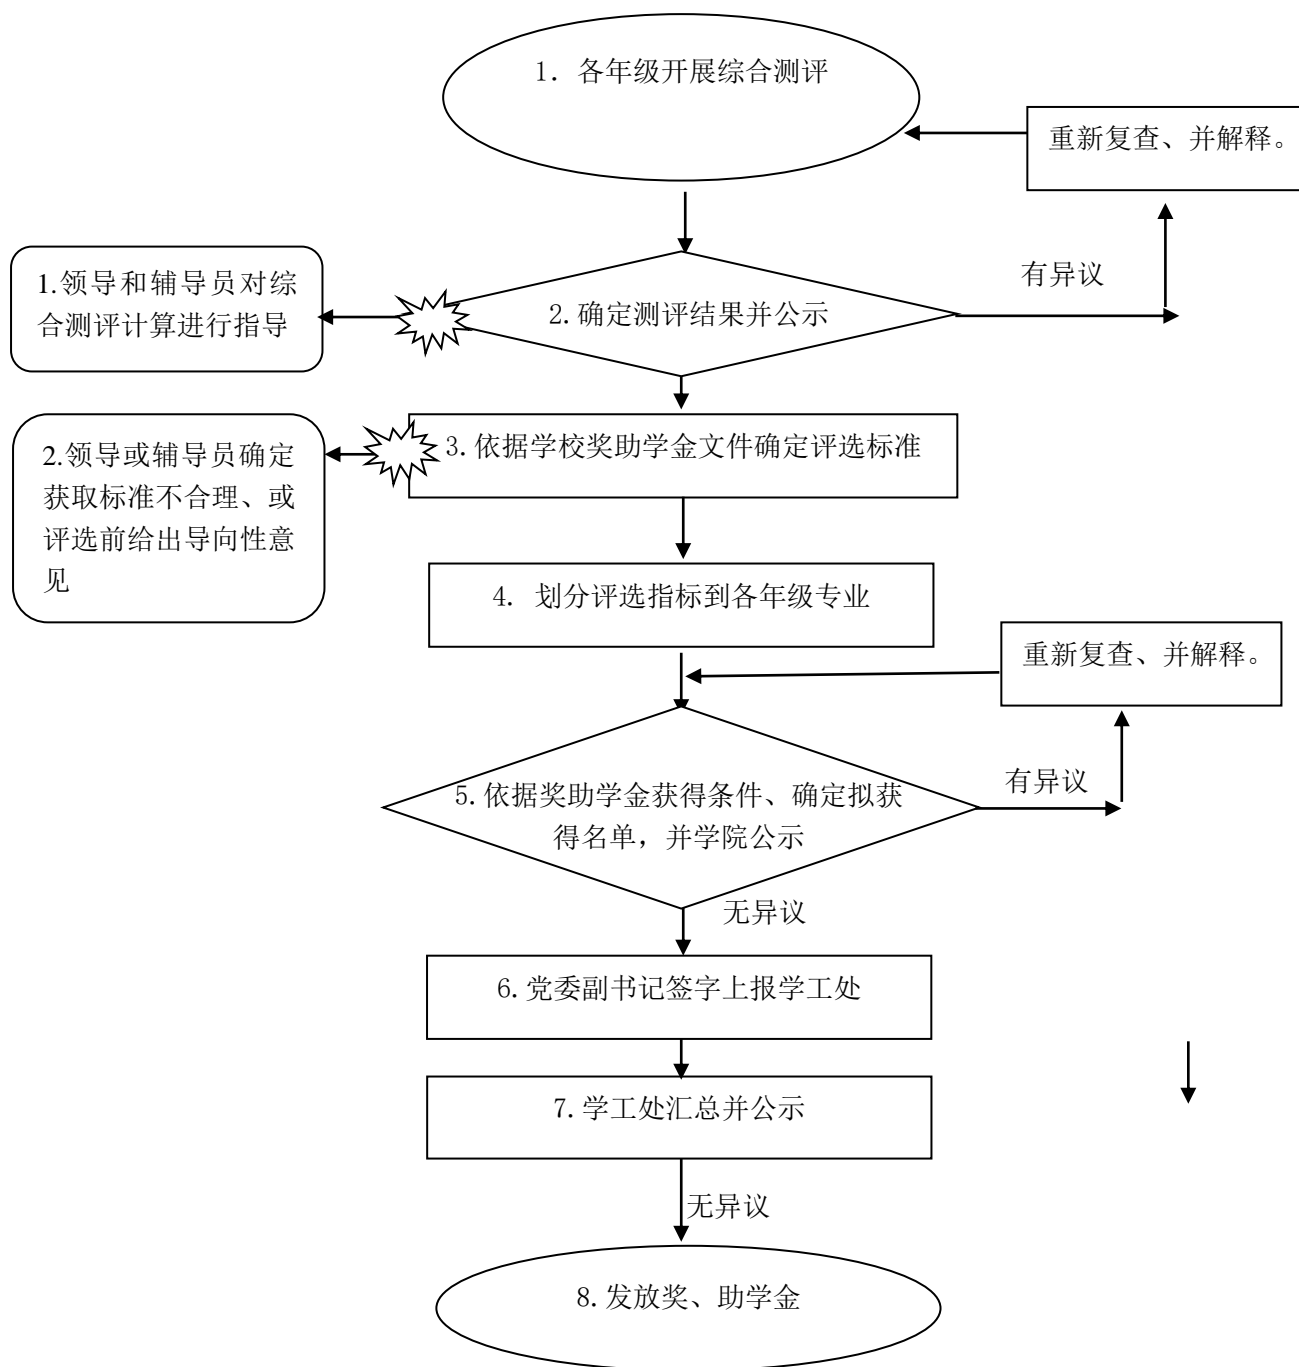 1. 各年级开展综合测评
重新复查、并解释。
有异议
1.领导和辅导员对综
合测评计算进行指导
2.确定测评结果并公示
2.领导或辅导员确定
获取标准不合理、或
评选前给出导向性意
见
3.依据学校奖助学金文件确定评选标准
4. 划分评选指标到各年级专业
重新复查、并解释。
有异议
5.依据奖助学金获得条件、确定拟获
得名单，并学院公示
无异议
6.党委副书记签字上报学工处
7.学工处汇总并公示
无异议
8.发放奖、助学金